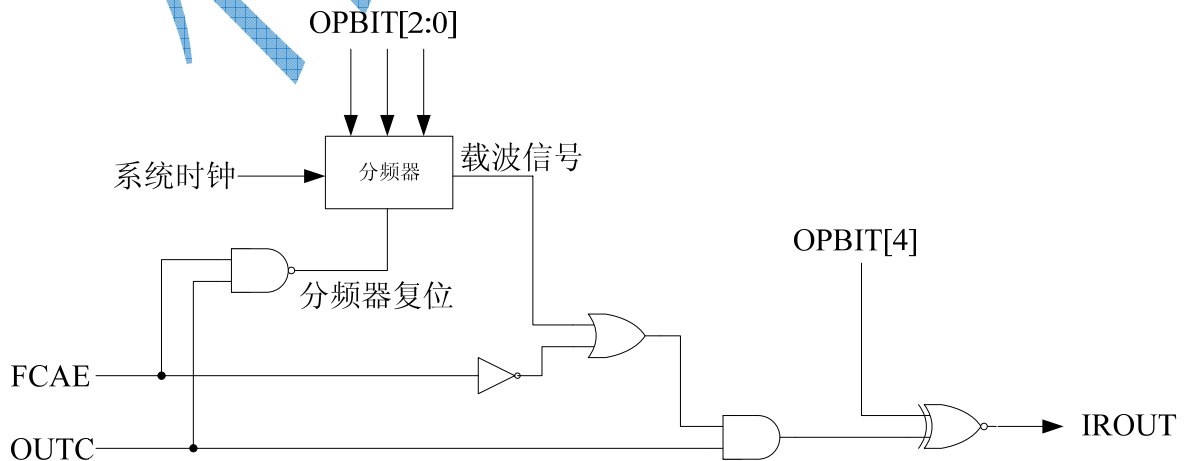 OPBIT[2:0]
系统时钟
分频器
载波信号
OPBIT[4]
分频器复位
FCAE
OUTC
IROUT